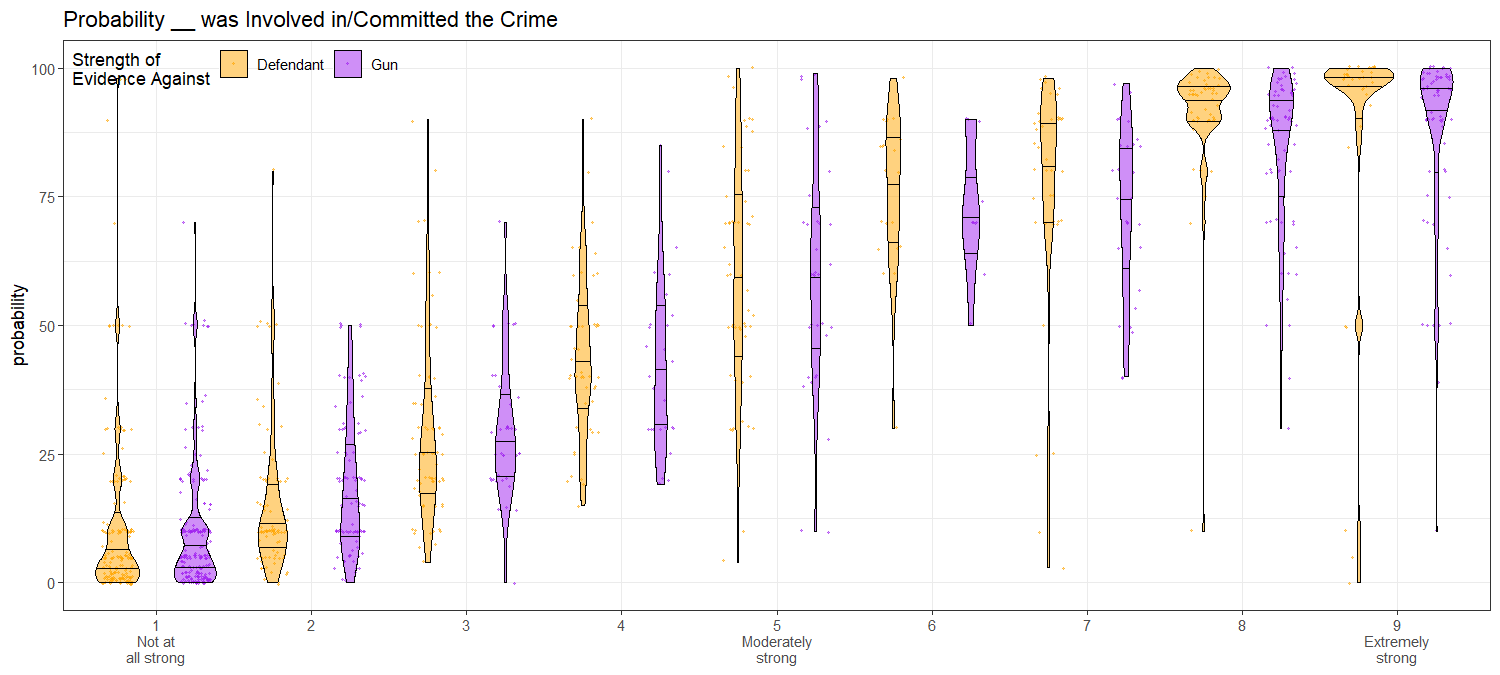 Probability __ was Involved in/Committed the Crime
Strength of
Evidence Against
Defendant
Gun
probability
100
75
50
25
0
1
2
3
4
5
6
7
8
9
Not at
all strong
Moderately
strong
Extremely
strong